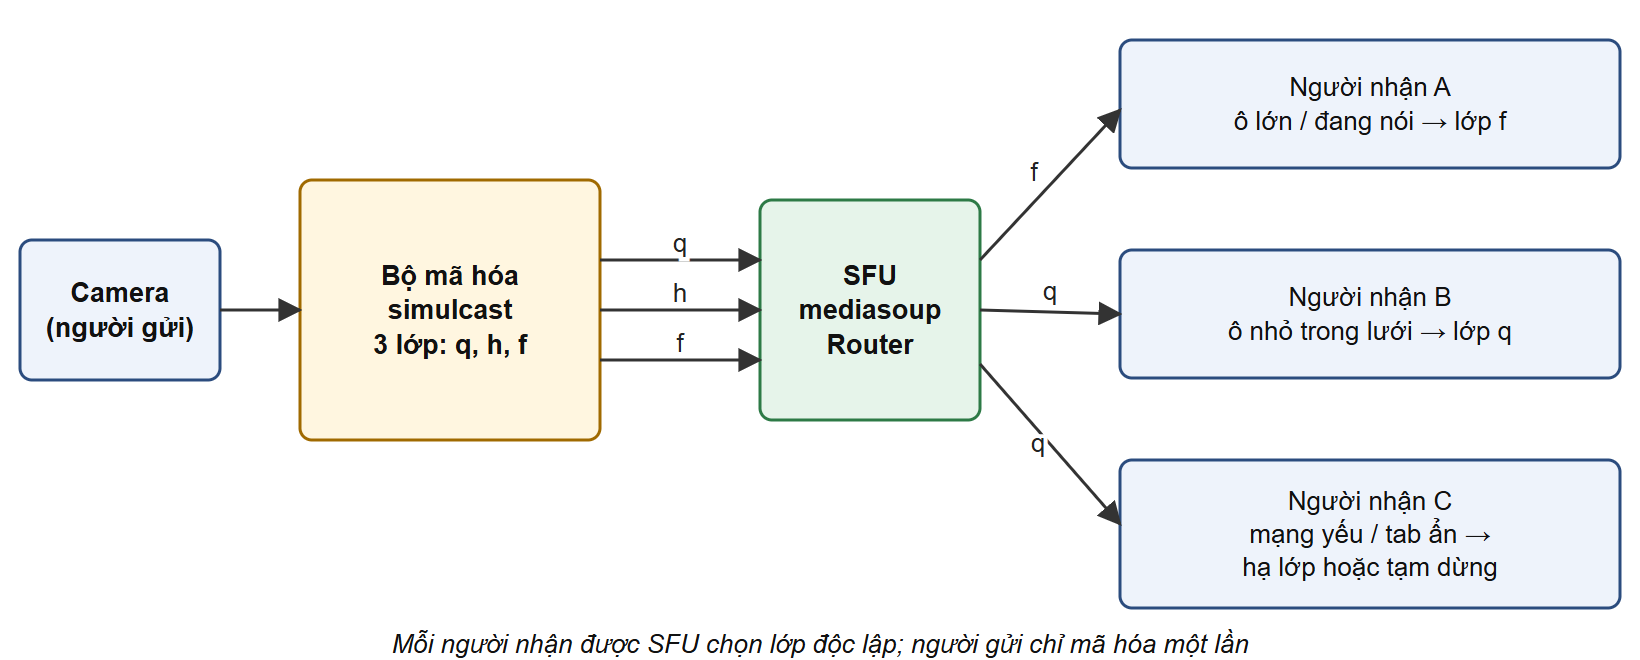 Camera
(người gửi)
Bộ mã hóa
simulcast
3 lớp: q, h, f
q
h
f
SFU
mediasoup
Router
f
q
q
Người nhận A
ô lớn / đang nói → lớp f
Người nhận B
ô nhỏ trong lưới → lớp q
Người nhận C
mạng yếu / tab ẩn →
hạ lớp hoặc tạm dừng
Mỗi người nhận được SFU chọn lớp độc lập; người gửi chỉ mã hóa một lần